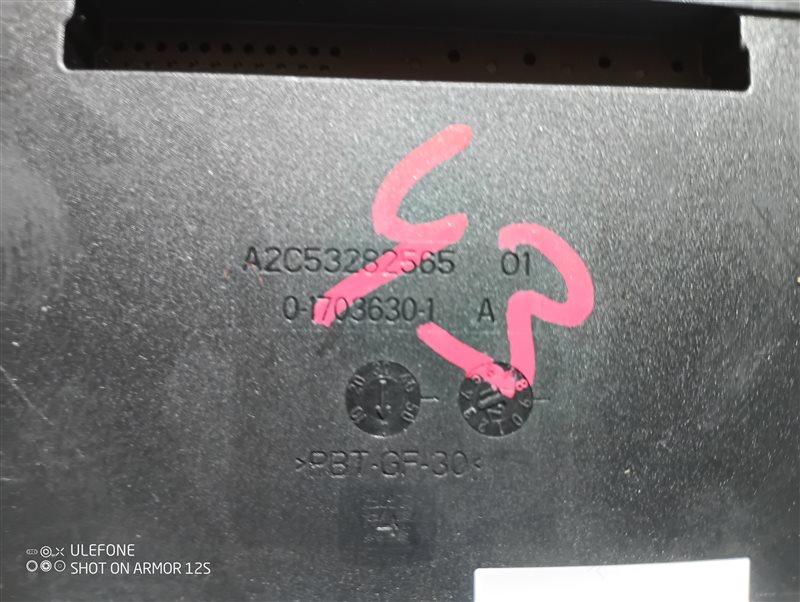 A2C53282565 01
0-1703630-1 A
>PBT-GF-30<
ULEFONE
SHOT ON ARMOR 12S